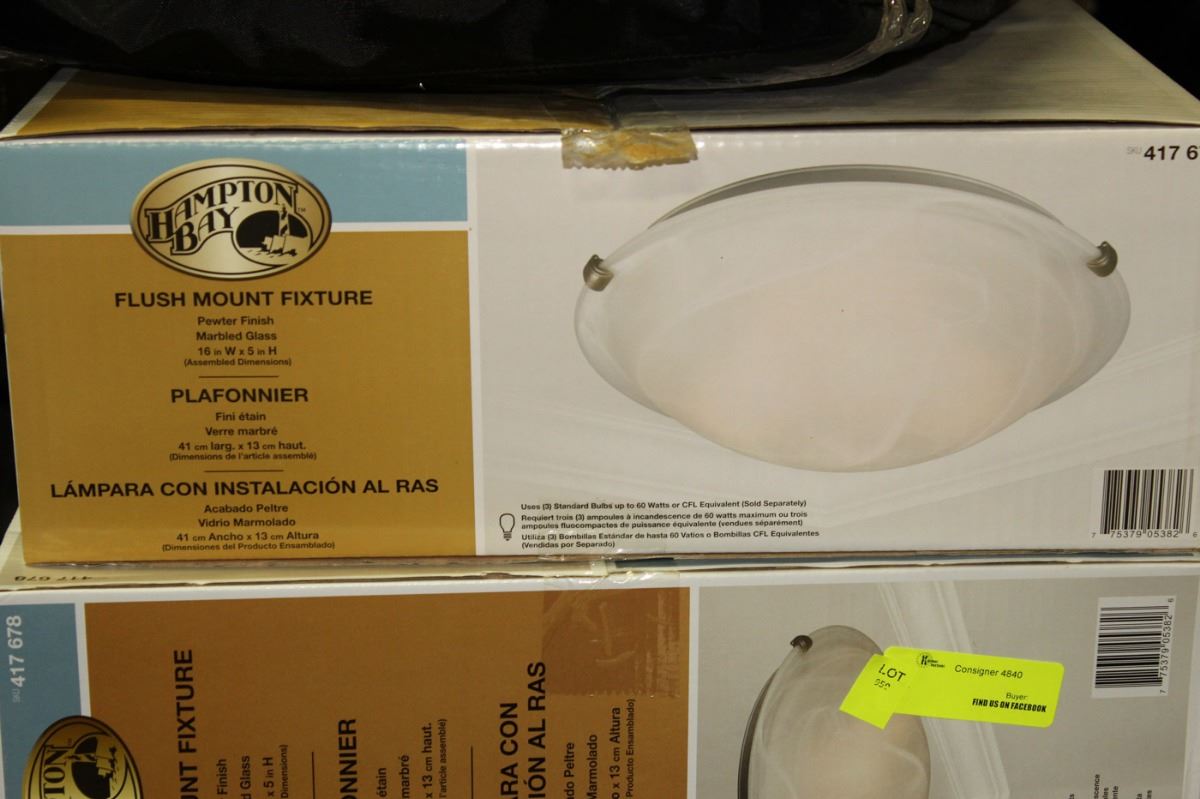 HAMPTON
BAY
FLUSH MOUNT FIXTURE
Pewter Finish
Marbled Glass
16 in W x 5 in H
(Assembled Dimensions)
PLAFONNIER
Fini étain
Verre marbré
41 cm larg. x 13 cm haut.
(Dimensions de l'article assemblé)
LÁMPARA CON INSTALACIÓN AL RAS
Acabado Peltre
Vidrio Marmolado
41 cm Ancho x 13 cm Altura
(Dimensiones del Producto Ensamblado)
SKU 417 6
Uses (3) Standard Bulbs up to 60 Watts or CFL Equivalent (Sold Separately)
Requiert trois (3) ampoules à incandescence de 60 watts maximum ou trois
ampoules fluocompactes de puissance équivalente (vendues séparément)
Utiliza (3) Bombillas Estándar de hasta 60 Vatios o Bombillas CFL Equivalentes
(Vendidas por Separado)
7 75379 05382 6
417 678
SKU 417 678
PTON
UNT FIXTURE
Finish
d Glass
x 5 in H
Dimensions)
ONNIER
étain
marbré
x 13 cm haut.
l'article assemblé)
RA CON
IÓN AL RAS
do Peltre
Marmolado
o x 13 cm Altura
Producto Ensamblado)
LOT
Consigner 4840
Buyer:
FIND US ON FACEBOOK
7 75379 05382 6